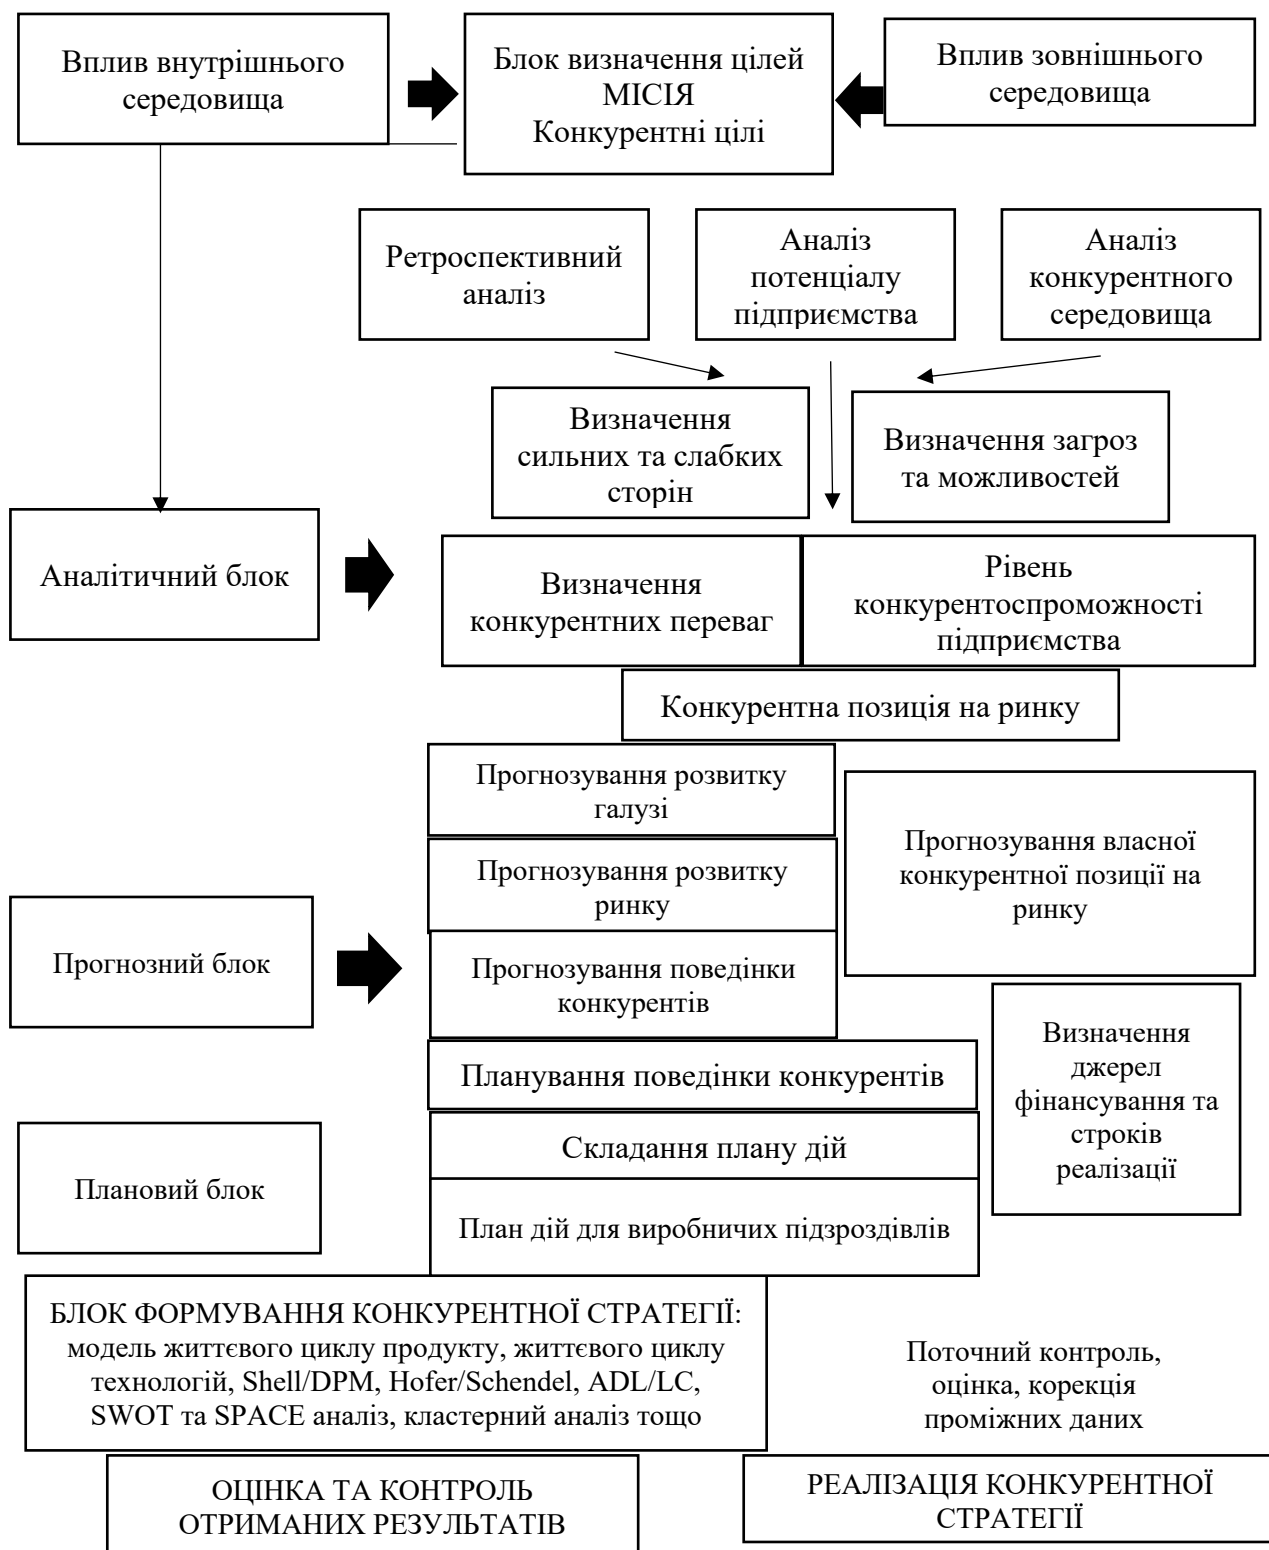 Вплив внутрішнього
середовища
Блок визначення цілей
МІСІЯ
Конкурентні цілі
Вплив зовнішнього
середовища
Ретроспективний
аналіз
Аналіз
потенціалу
підприємства
Аналіз
конкурентного
середовища
Визначення
сильних та слабких
сторін
Визначення загроз
та можливостей
Аналітичний блок
Визначення
конкурентних переваг
Рівень
конкурентоспроможності
підприємства
Конкурентна позиція на ринку
Прогнозування розвитку
галузі
Прогнозування розвитку
ринку
Прогнозування власної
конкурентної позиції на
ринку
Прогнозний блок
Прогнозування поведінки
конкурентів
Планування поведінки конкурентів
Визначення
джерел
фінансування та
строків
реалізації
Плановий блок
Складання плану дій
План дій для виробничих підзроздівлів
БЛОК ФОРМУВАННЯ КОНКУРЕНТНОЇ СТРАТЕГІЇ:
модель життєвого циклу продукту, життєвого циклу
технологій, Shell/DPM, Hofer/Schendel, ADL/LC,
SWOT та SPACE аналіз, кластерний аналіз тощо
Поточний контроль,
оцінка, корекція
проміжних даних
ОЦІНКА ТА КОНТРОЛЬ
ОТРИМАНИХ РЕЗУЛЬТАТІВ
РЕАЛІЗАЦІЯ КОНКУРЕНТНОЇ
СТРАТЕГІЇ